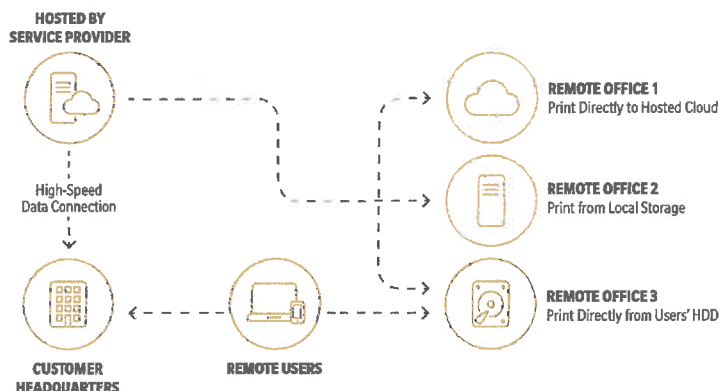 HOSTED BY
SERVICE PROVIDER
REMOTE OFFICE 1
Print Directly to Hosted Cloud
High-Speed
Data Connection
REMOTE OFFICE 2
Print from Local Storage
REMOTE OFFICE 3
Print Directly from Users' HDD
CUSTOMER
HEADQUARTERS
REMOTE USERS